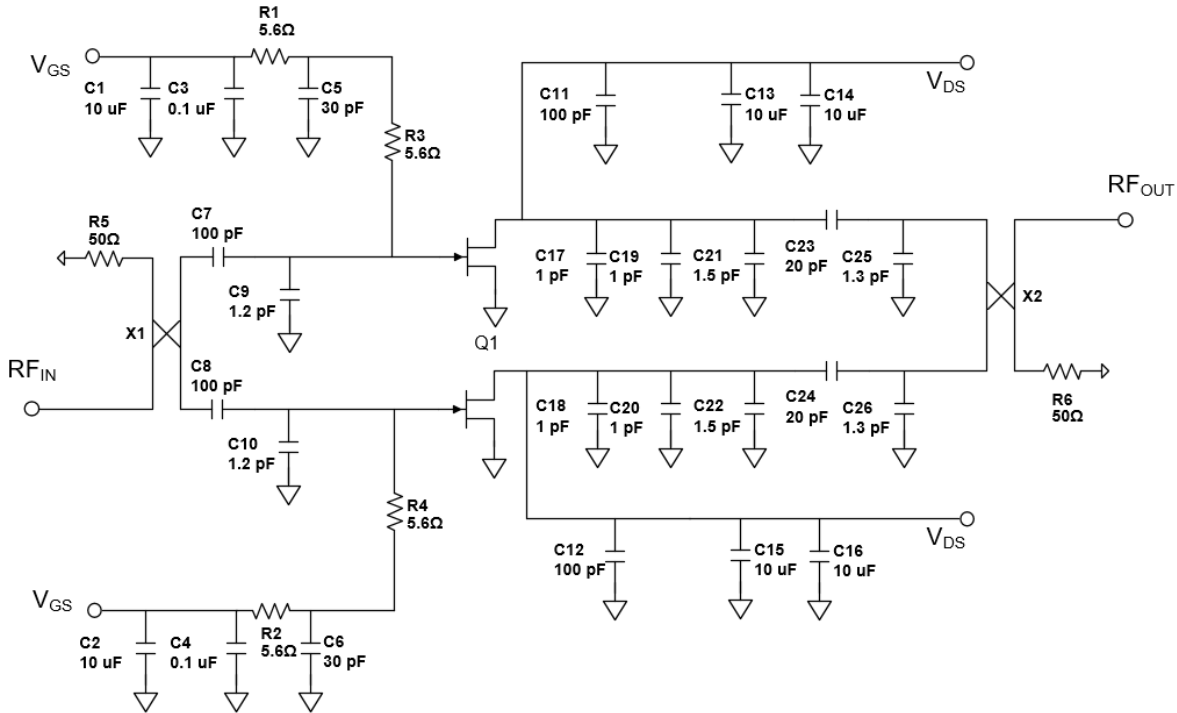 R1
5.6Ω
VGS
C1
10 uF
C3
0.1 uF
C5
30 pF
R3
5.6Ω
C11
100 pF
C13
10 uF
C14
10 uF
VDS
R5
50Ω
C7
100 pF
C9
1.2 pF
X1
RFIN
C8
100 pF
C10
1.2 pF
Q1
C17
1 pF
C19
1 pF
C21
1.5 pF
C23
20 pF
C25
1.3 pF
RFOUT
X2
C18
1 pF
C20
1 pF
C22
1.5 pF
C24
20 pF
C26
1.3 pF
R6
50Ω
R4
5.6Ω
C12
100 pF
C15
10 uF
C16
10 uF
VDS
VGS
C2
10 uF
C4
0.1 uF
R2
5.6Ω
C6
30 pF